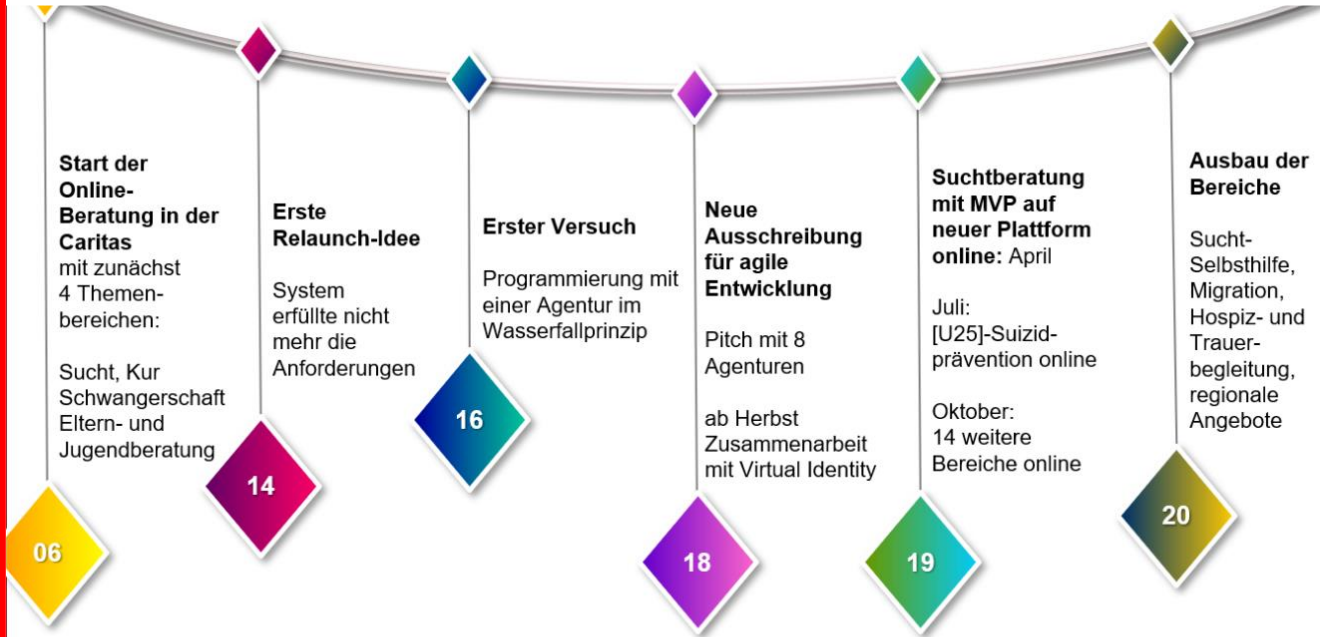 Start der
Online-
Beratung in der
Caritas
mit zunächst
4 Themen-
bereichen:
Sucht, Kur
Schwangerschaft
Eltern- und
Jugendberatung
06
Erste
Relaunch-Idee
System
erfüllte nicht
mehr die
Anforderungen
14
Erster Versuch
Programmierung mit
einer Agentur im
Wasserfallprinzip
16
Neue
Ausschreibung
für agile
Entwicklung
Pitch mit 8
Agenturen
ab Herbst
Zusammenarbeit
mit Virtual Identity
18
Suchtberatung
mit MVP auf
neuer Plattform
online: April
Juli:
[U25]-Suizid-
prävention online
Oktober:
14 weitere
Bereiche online
19
Ausbau der
Bereiche
Sucht-
Selbsthilfe,
Migration,
Hospiz- und
Trauer-
begleitung,
regionale
Angebote
20